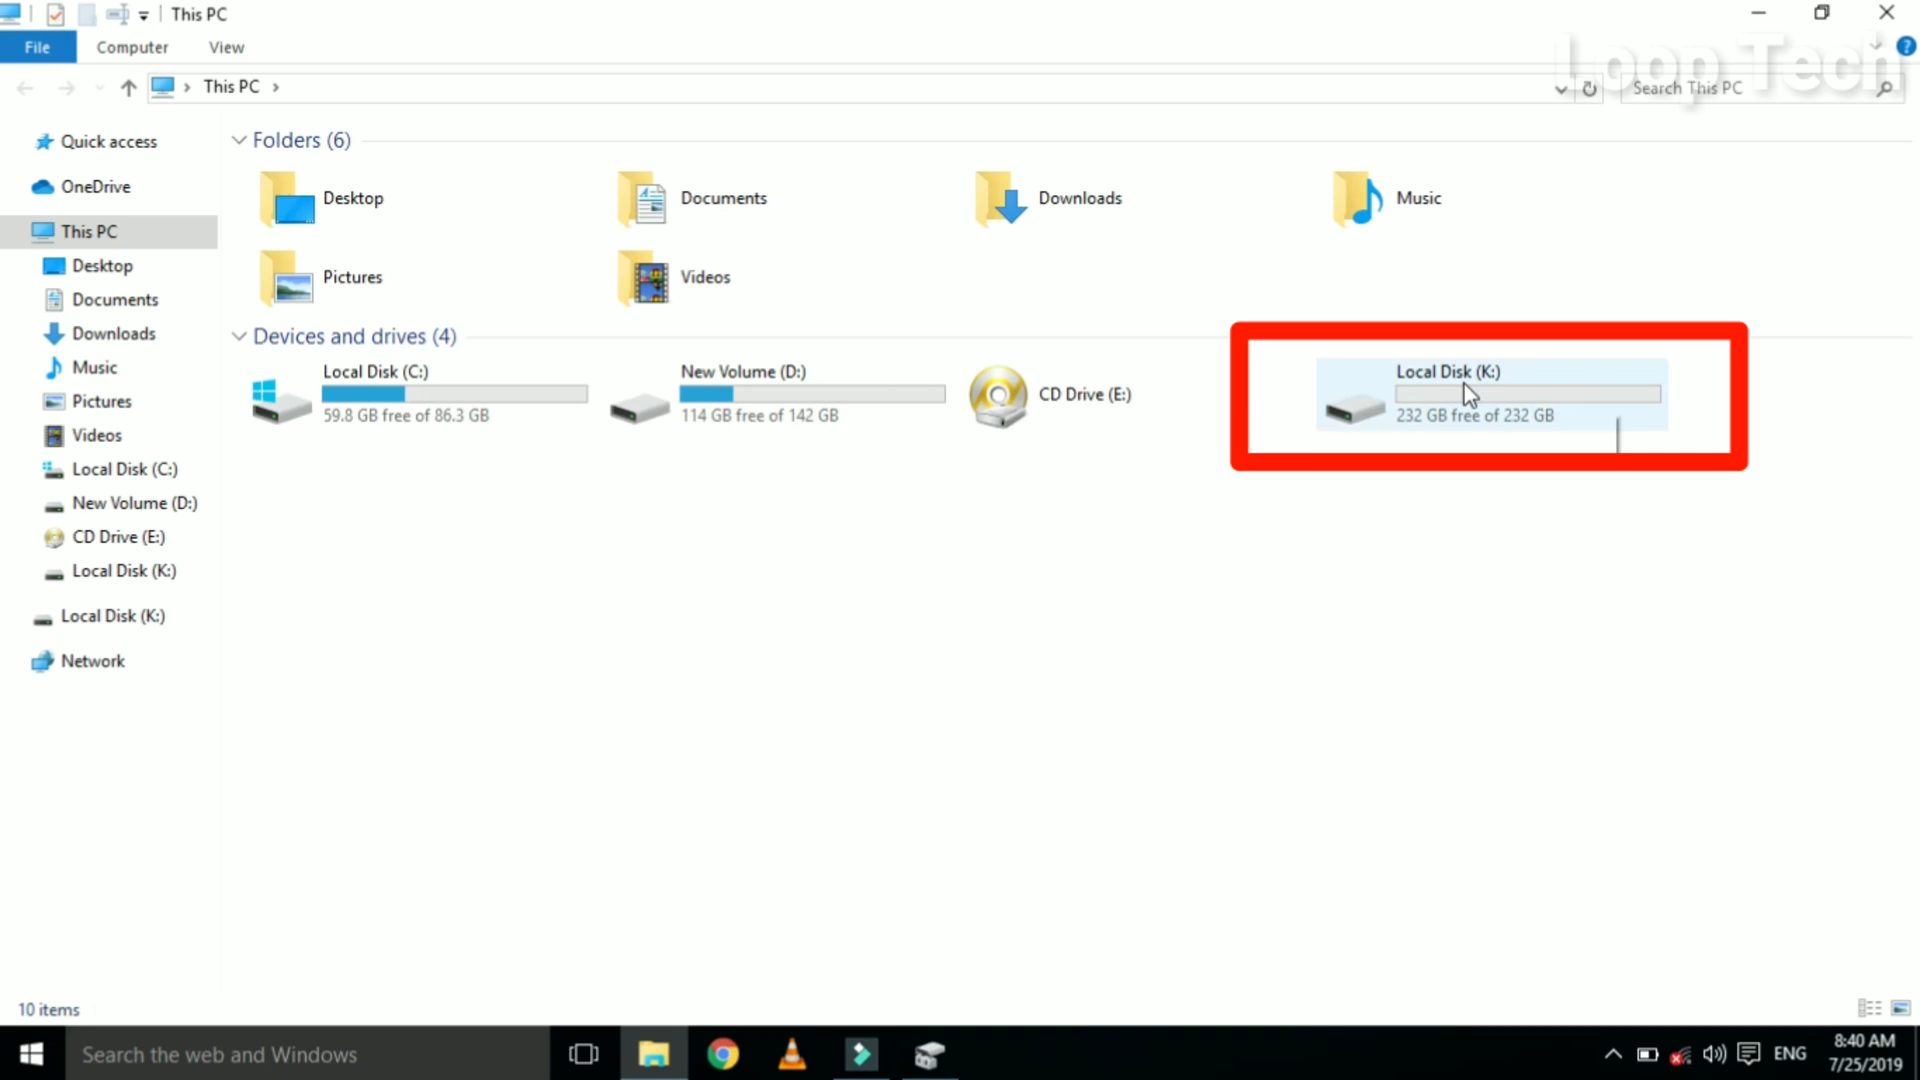 This PC
File
Computer
View
Loop Tech
This PC
Search This PC
Quick access
OneDrive
This PC
Desktop
Documents
Downloads
Music
Pictures
Videos
Local Disk (C:)
New Volume (D:)
CD Drive (E:)
Local Disk (K:)
Local Disk (K:)
Network
Folders (6)
Desktop
Documents
Downloads
Music
Pictures
Videos
Devices and drives (4)
Local Disk (C:)
59.8 GB free of 86.3 GB
New Volume (D:)
114 GB free of 142 GB
CD Drive (E:)
Local Disk (K:)
232 GB free of 232 GB
10 items
Search the web and Windows
ENG
8:40 AM
7/25/2019